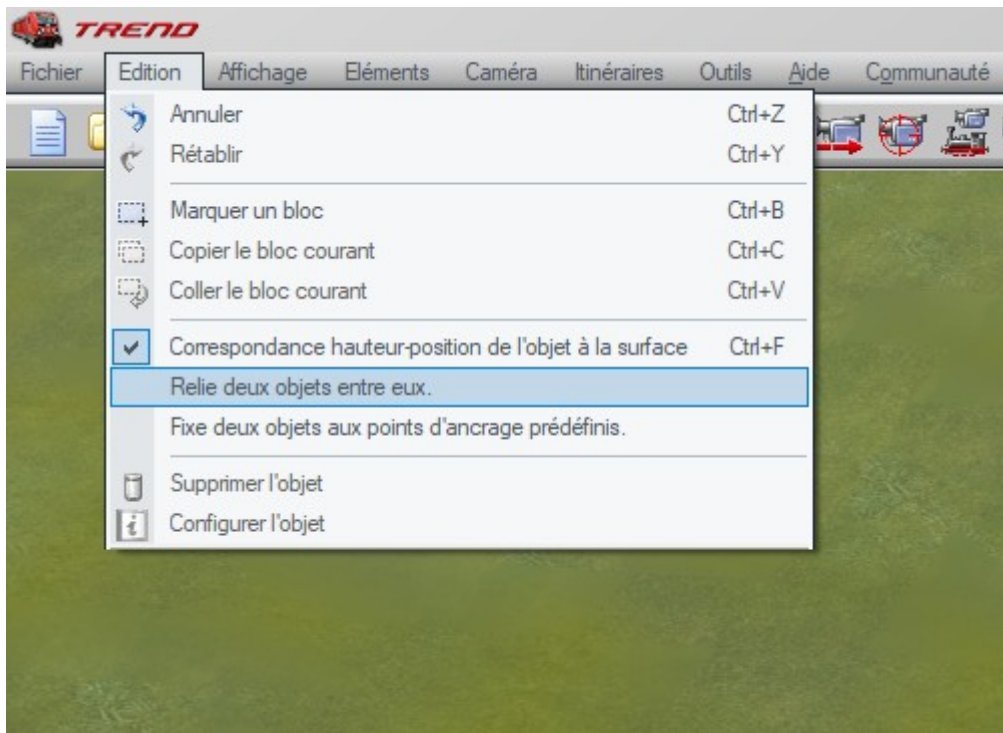 TREND
Fichier Edition Affichage Eléments Caméra Itinéraires Outils Aide Communauté
Annuler Ctrl+Z
Rétablir Ctrl+Y
Marquer un bloc Ctrl+B
Copier le bloc courant Ctrl+C
Coller le bloc courant Ctrl+V
Correspondance hauteur-position de l'objet à la surface Ctrl+F
Relie deux objets entre eux.
Fixe deux objets aux points d'ancrage prédéfinis.
Supprimer l'objet
Configurer l'objet